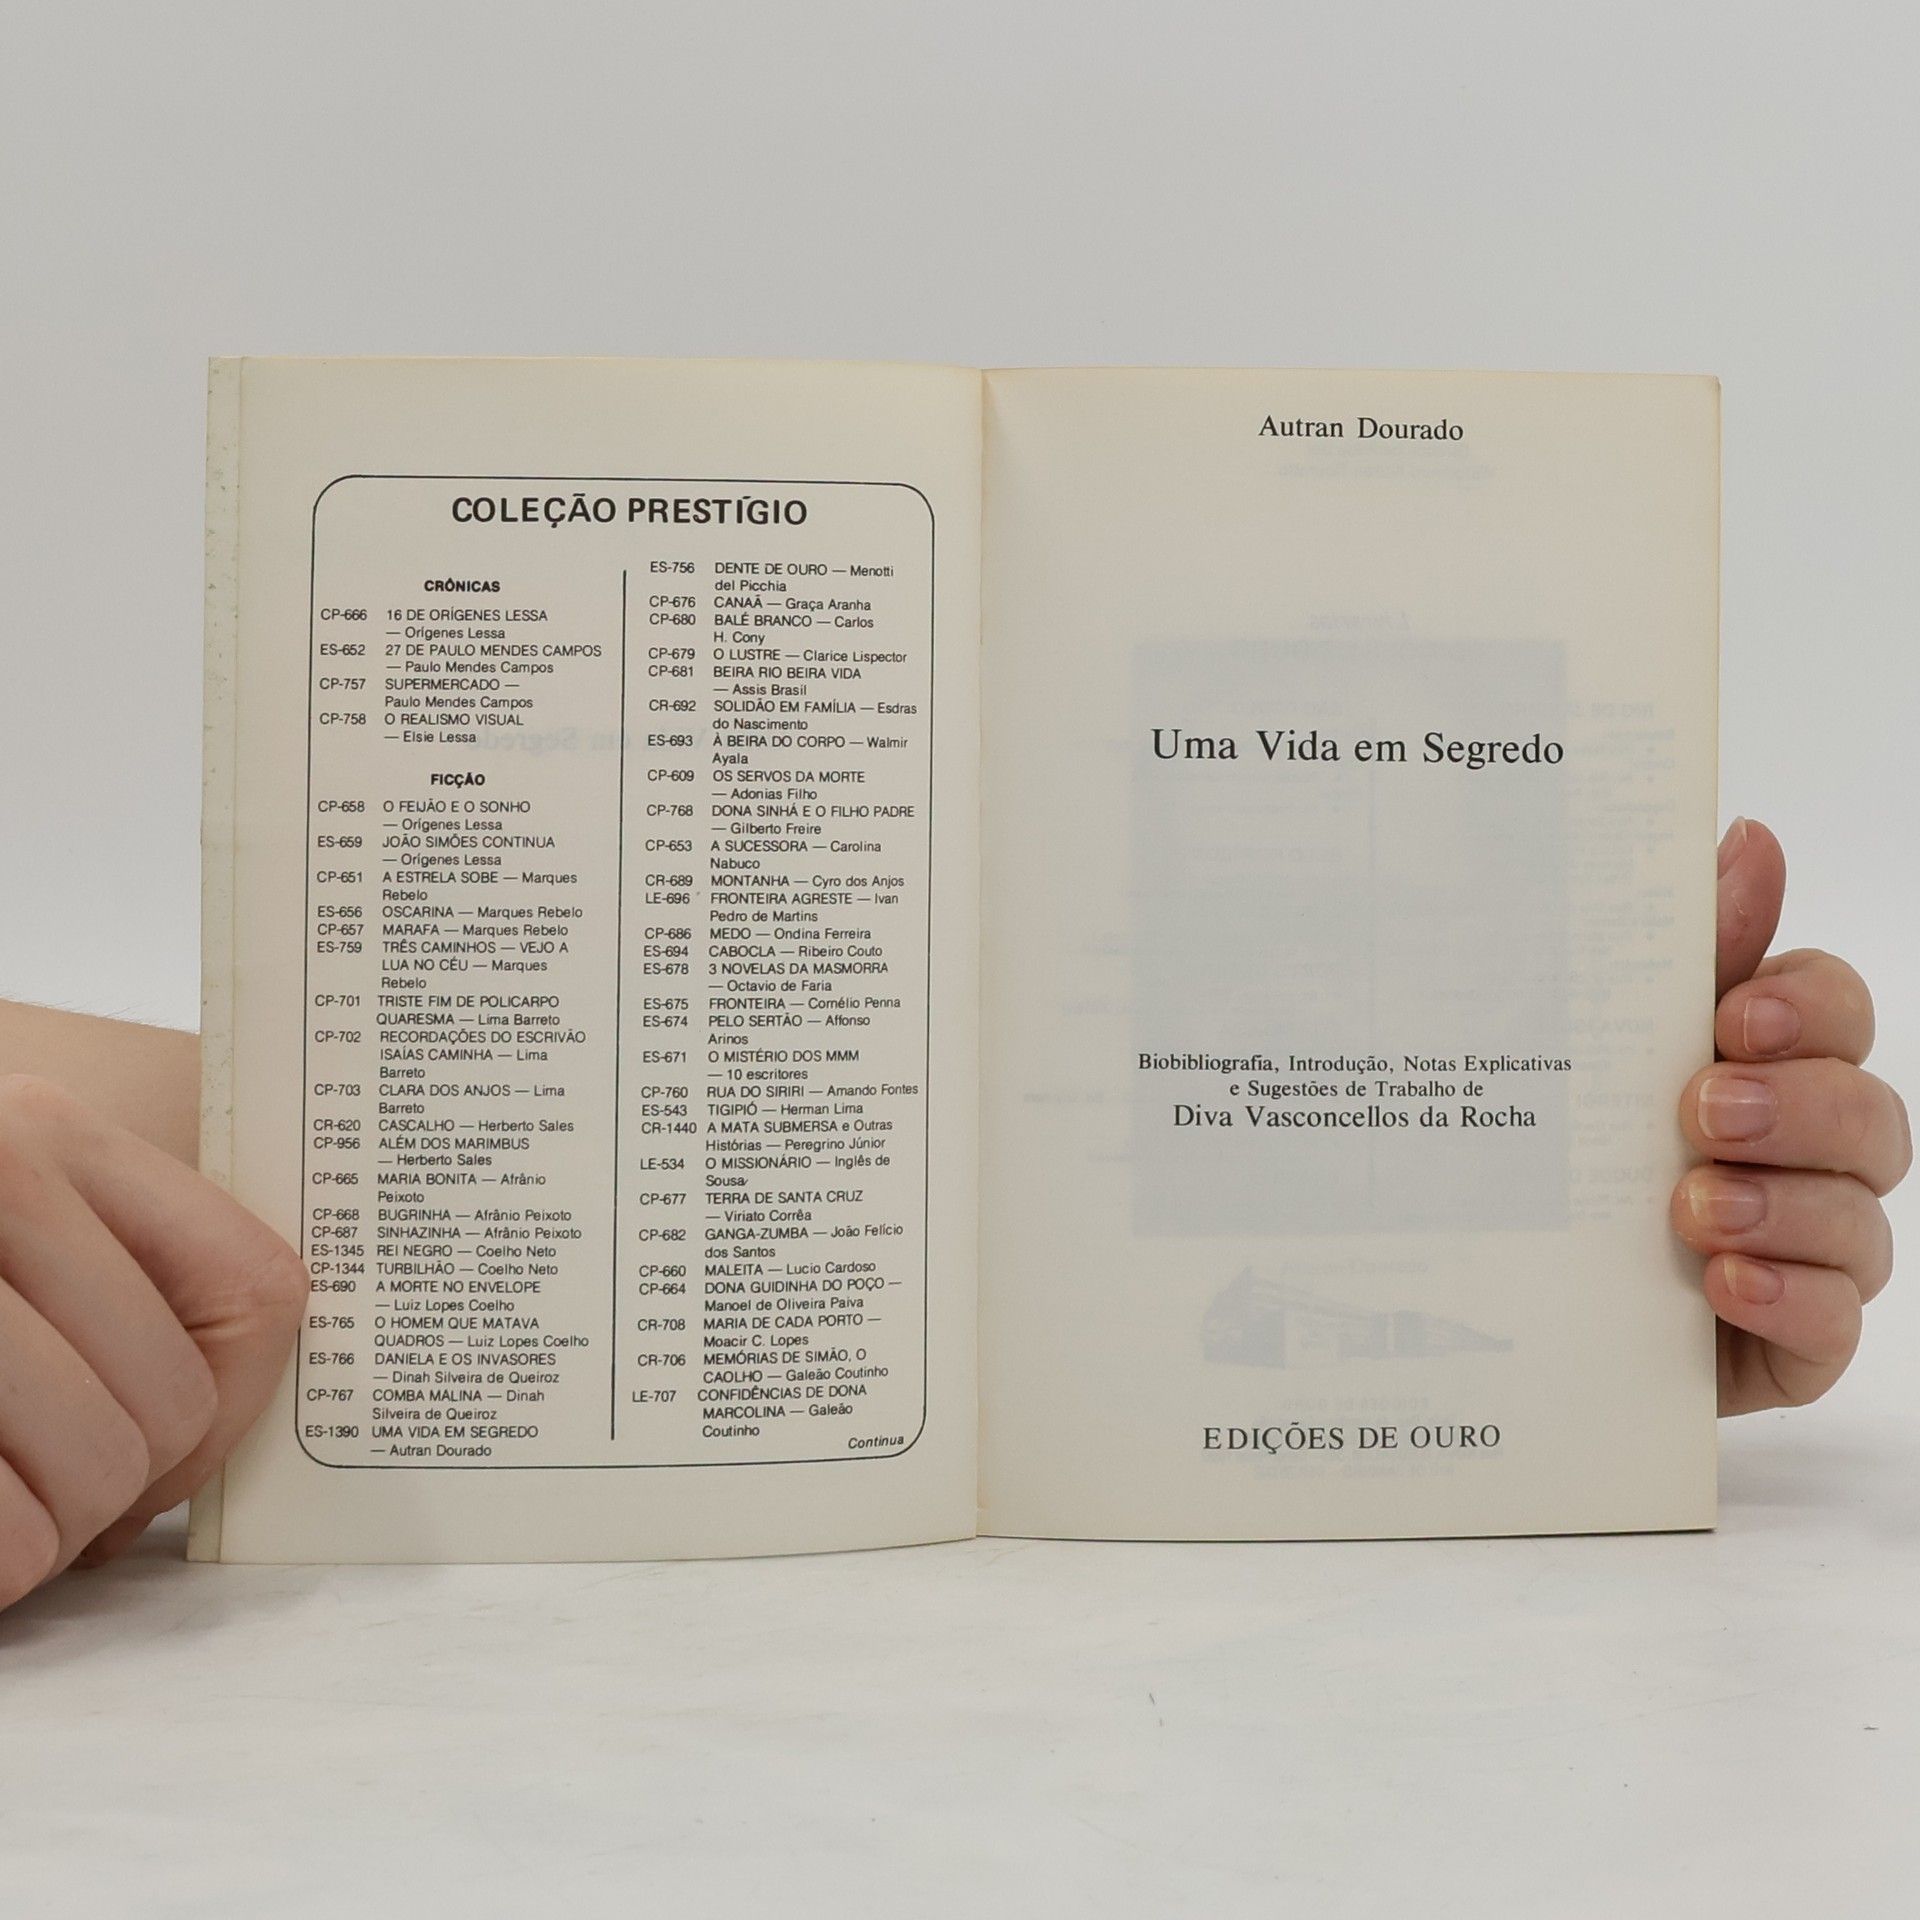 COLEÇÃO PRESTÍGIO
CRÔNICAS
CP-666 16 DE ORÍGENES LESSA
— Orígenes Lessa
ES-652 27 DE PAULO MENDES CAMPOS
— Paulo Mendes Campos
CP-757 SUPERMERCADO —
Paulo Mendes Campos
CP-758 O REALISMO VISUAL
— Elsie Lessa
FICÇÃO
CP-658 O FEIJÃO E O SONHO
— Orígenes Lessa
ES-659 JOÃO SIMÕES CONTINUA
— Orígenes Lessa
CP-651 A ESTRELA SOBE — Marques
Rebelo
ES-656 OSCARINA — Marques Rebelo
CP-657 MARAFA — Marques Rebelo
ES-759 TRÊS CAMINHOS — VEJO A
LUA NO CÉU — Marques
Rebelo
CP-701 TRISTE FIM DE POLICARPO
QUARESMA — Lima Barreto
CP-702 RECORDAÇÕES DO ESCRIVÃO
ISAÍAS CAMINHA — Lima
Barreto
CP-703 CLARA DOS ANJOS — Lima
Barreto
CR-620 CASCALHO — Herberto Sales
CP-956 ALÉM DOS MARIMBUS
— Herberto Sales
CP-665 MARIA BONITA — Afrânio
Peixoto
CP-668 BUGRINHA — Afrânio Peixoto
CP-687 SINHAZINHA — Afrânio Peixoto
ES-1345 REI NEGRO — Coelho Neto
CP-1344 TURBILHÃO — Coelho Neto
ES-690 A MORTE NO ENVELOPE
— Luiz Lopes Coelho
ES-765 O HOMEM QUE MATAVA
QUADROS — Luiz Lopes Coelho
ES-766 DANIELA E OS INVASORES
— Dinah Silveira de Queiroz
CP-767 COMBA MALINA — Dinah
Silveira de Queiroz
ES-1390 UMA VIDA EM SEGREDO
— Autran Dourado
ES-756 DENTE DE OURO — Menotti
del Picchia
CP-676 CANAÃ — Graça Aranha
CP-680 BALÉ BRANCO — Carlos
H. Cony
CP-679 O LUSTRE — Clarice Lispector
CP-681 BEIRA RIO BEIRA VIDA
— Assis Brasil
CR-692 SOLIDÃO EM FAMÍLIA — Esdras
do Nascimento
ES-693 À BEIRA DO CORPO — Walmir
Ayala
CP-609 OS SERVOS DA MORTE
— Adonias Filho
CP-768 DONA SINHÁ E O FILHO PADRE
— Gilberto Freire
CP-653 A SUCESSORA — Carolina
Nabuco
CR-689 MONTANHA — Cyro dos Anjos
LE-696 FRONTEIRA AGRESTE — Ivan
Pedro de Martins
CP-686 MEDO — Ondina Ferreira
ES-694 CABOCLA — Ribeiro Couto
ES-678 3 NOVELAS DA MASMORRA
— Octavio de Faria
ES-675 FRONTEIRA — Cornélio Penna
ES-674 PELO SERTÃO — Affonso
Arinos
ES-671 O MISTÉRIO DOS MMM
— 10 escritores
CP-760 RUA DO SIRIRI — Amando Fontes
ES-543 TIGIPIÓ — Herman Lima
CR-1440 A MATA SUBMERSA e Outras
Histórias — Peregrino Júnior
LE-534 O MISSIONÁRIO — Inglês de
Sousa
CP-677 TERRA DE SANTA CRUZ
— Viriato Corrêa
CP-682 GANGA-ZUMBA — João Felício
dos Santos
CP-660 MALEITA — Lucio Cardoso
CP-664 DONA GUIDINHA DO POÇO —
Manoel de Oliveira Paiva
CR-708 MARIA DE CADA PORTO —
Moacir C. Lopes
CR-706 MEMÓRIAS DE SIMÃO, O
CAOLHO — Galeão Coutinho
LE-707 CONFIDÊNCIAS DE DONA
MARCOLINA — Galeão
Coutinho
Continua
Autran Dourado
Uma Vida em Segredo
Biobibliografia, Introdução, Notas Explicativas
e Sugestões de Trabalho de
Diva Vasconcellos da Rocha
EDIÇÕES DE OURO